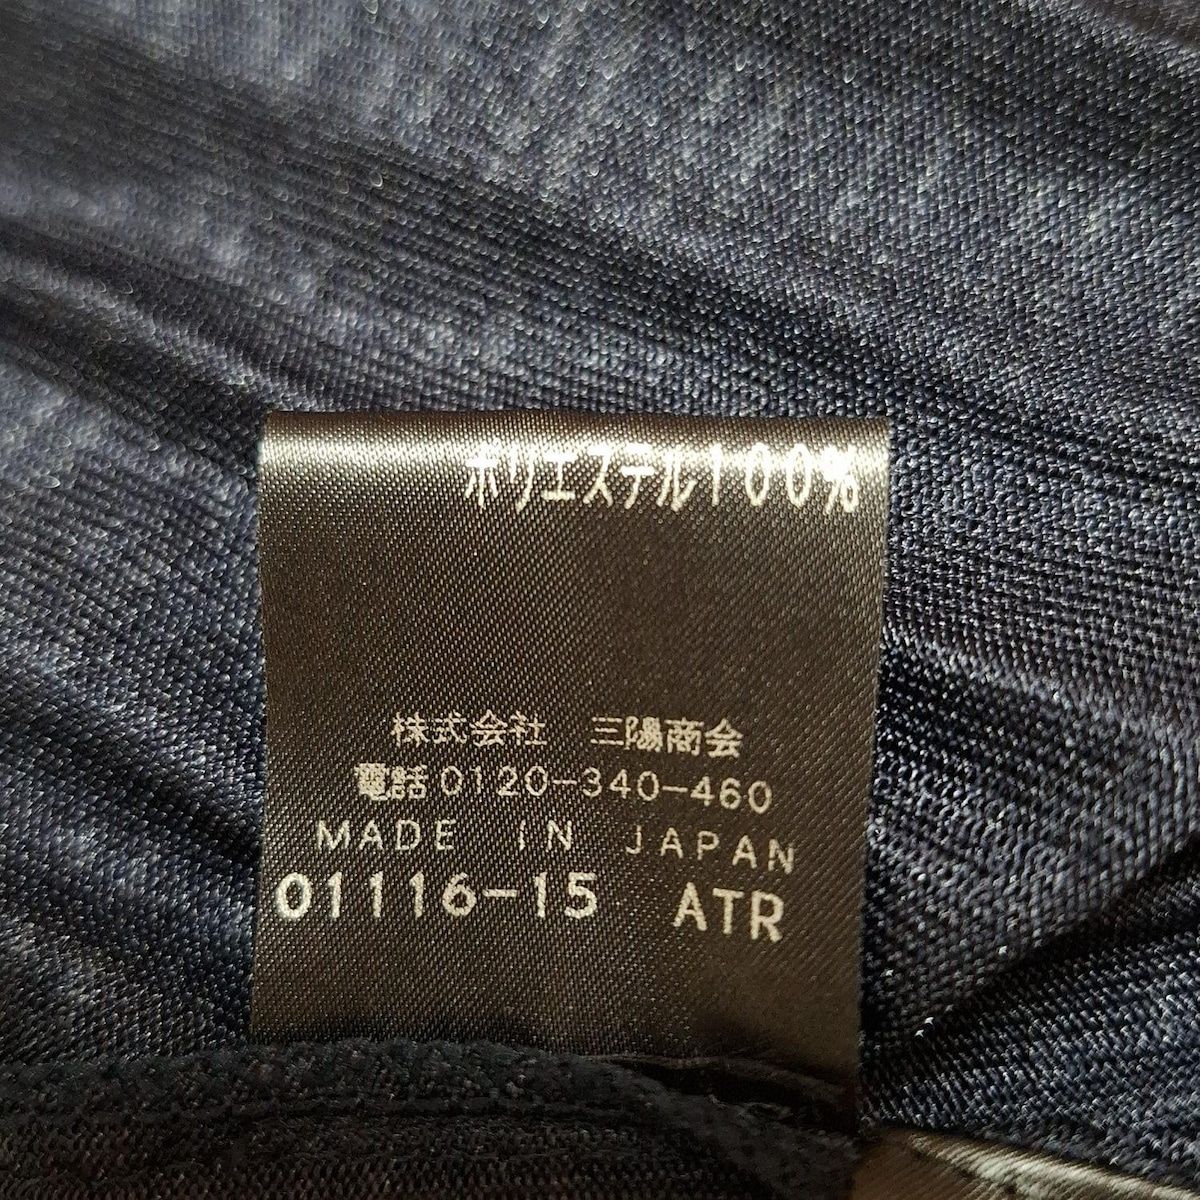 ポリエステル100%
株式会社 三陽商会
電話0120-340-460
MADE IN JAPAN
01116-15 ATR